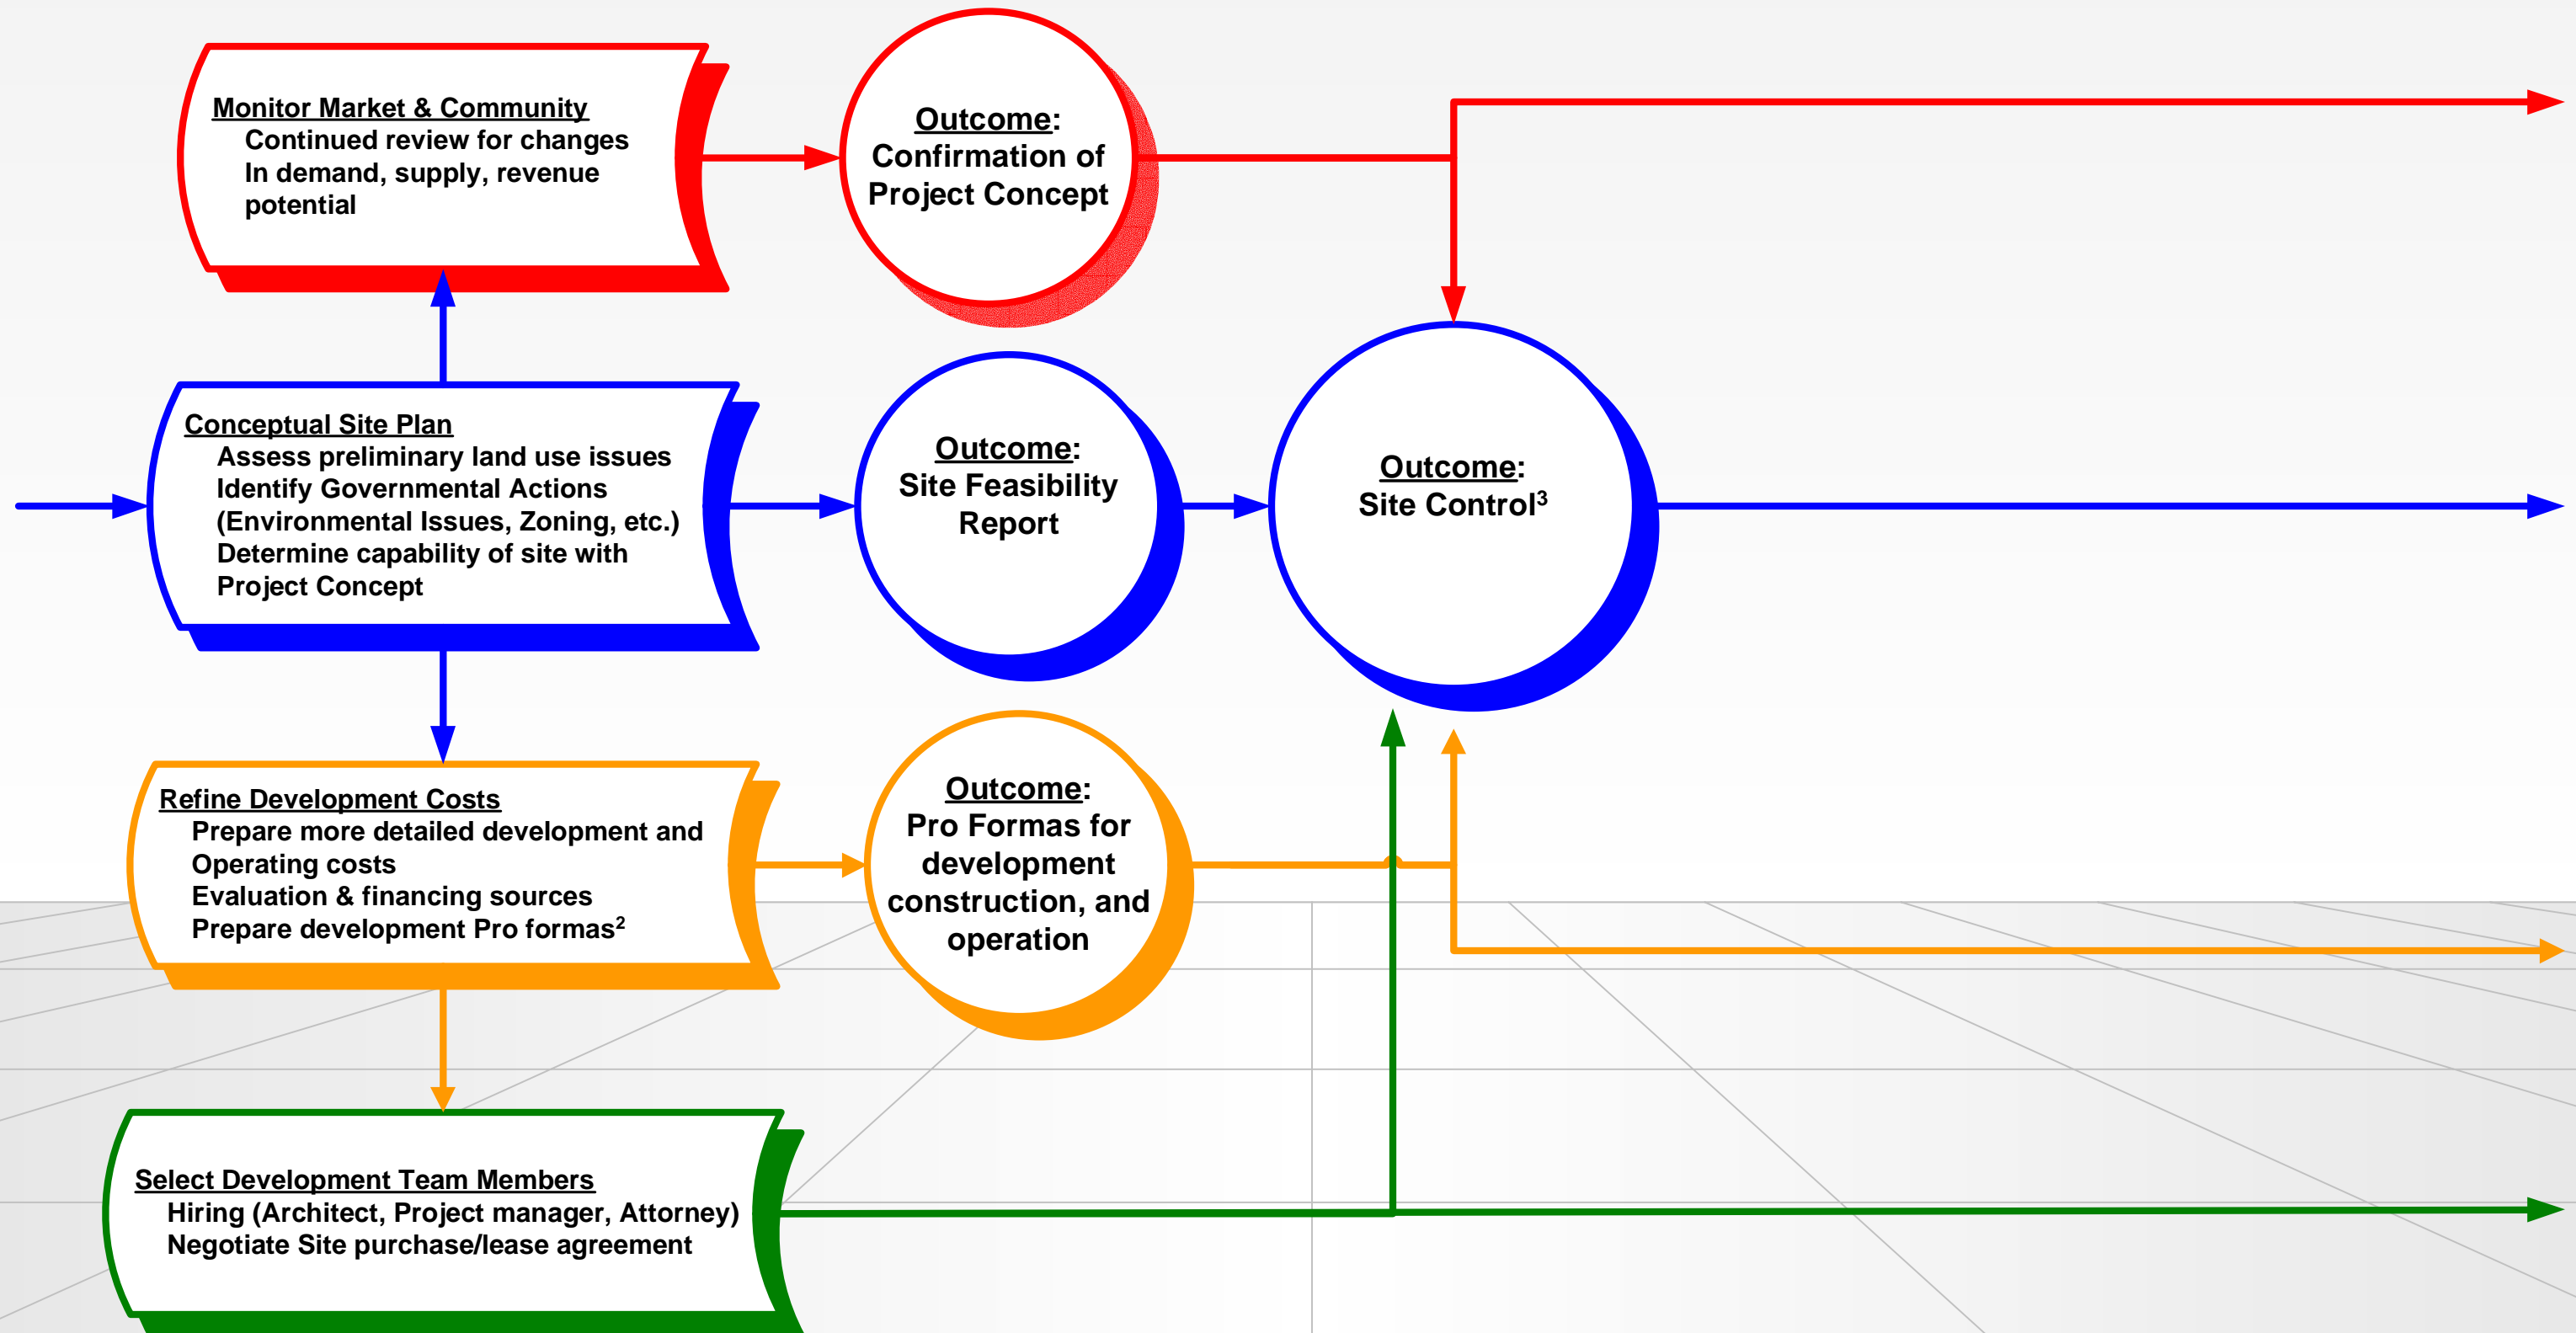 Monitor Market & Community
Continued review for changes
In demand, supply, revenue
potential
Outcome:
Confirmation of
Project Concept
Conceptual Site Plan
Assess preliminary land use issues
Identify Governmental Actions
(Environmental Issues, Zoning, etc.)
Determine capability of site with
Project Concept
Outcome:
Site Feasibility
Report
Outcome:
Site Control³
Refine Development Costs
Prepare more detailed development and
Operating costs
Evaluation & financing sources
Prepare development Pro formas²
Outcome:
Pro Formas for
development
construction, and
operation
Select Development Team Members
Hiring (Architect, Project manager, Attorney)
Negotiate Site purchase/lease agreement